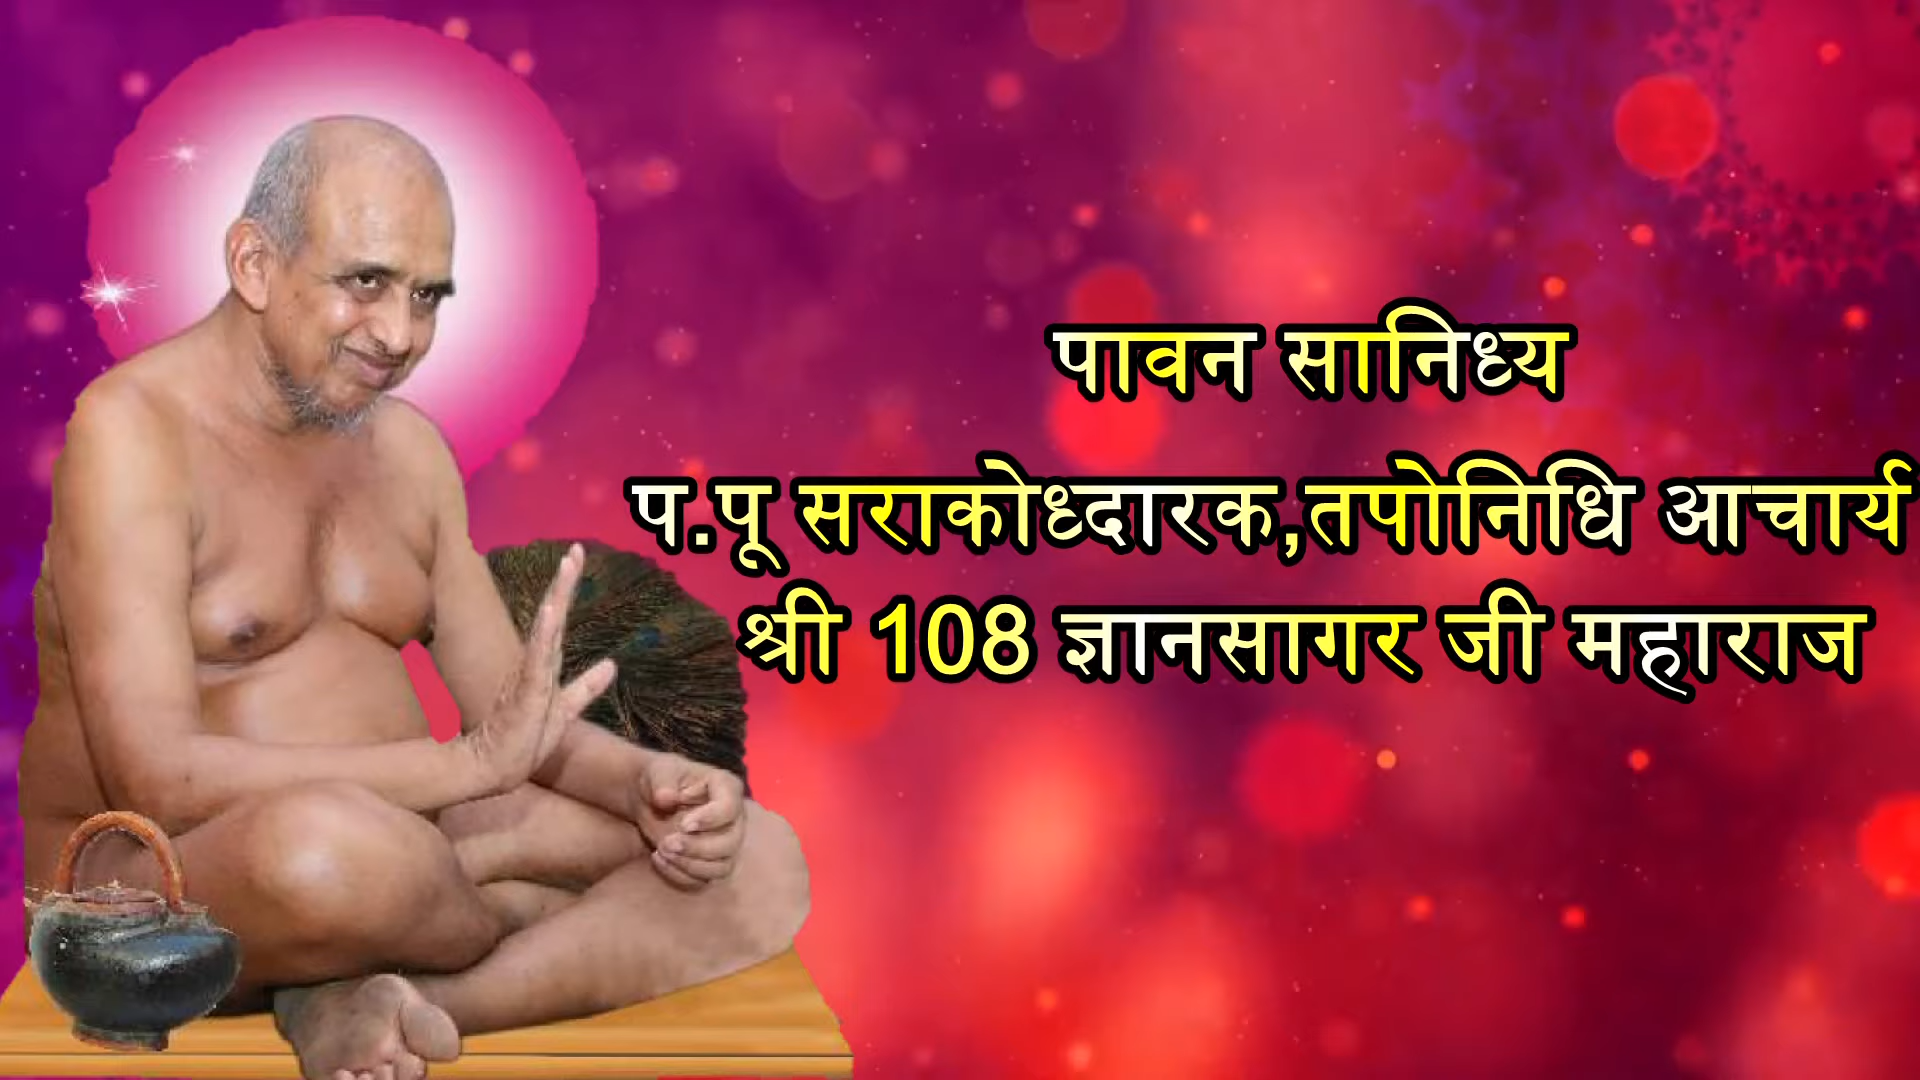 पावन सानिध्य
प.पू सराकोध्दारक,तपोनिधि आचार्य
श्री 108 ज्ञानसागर जी महाराज